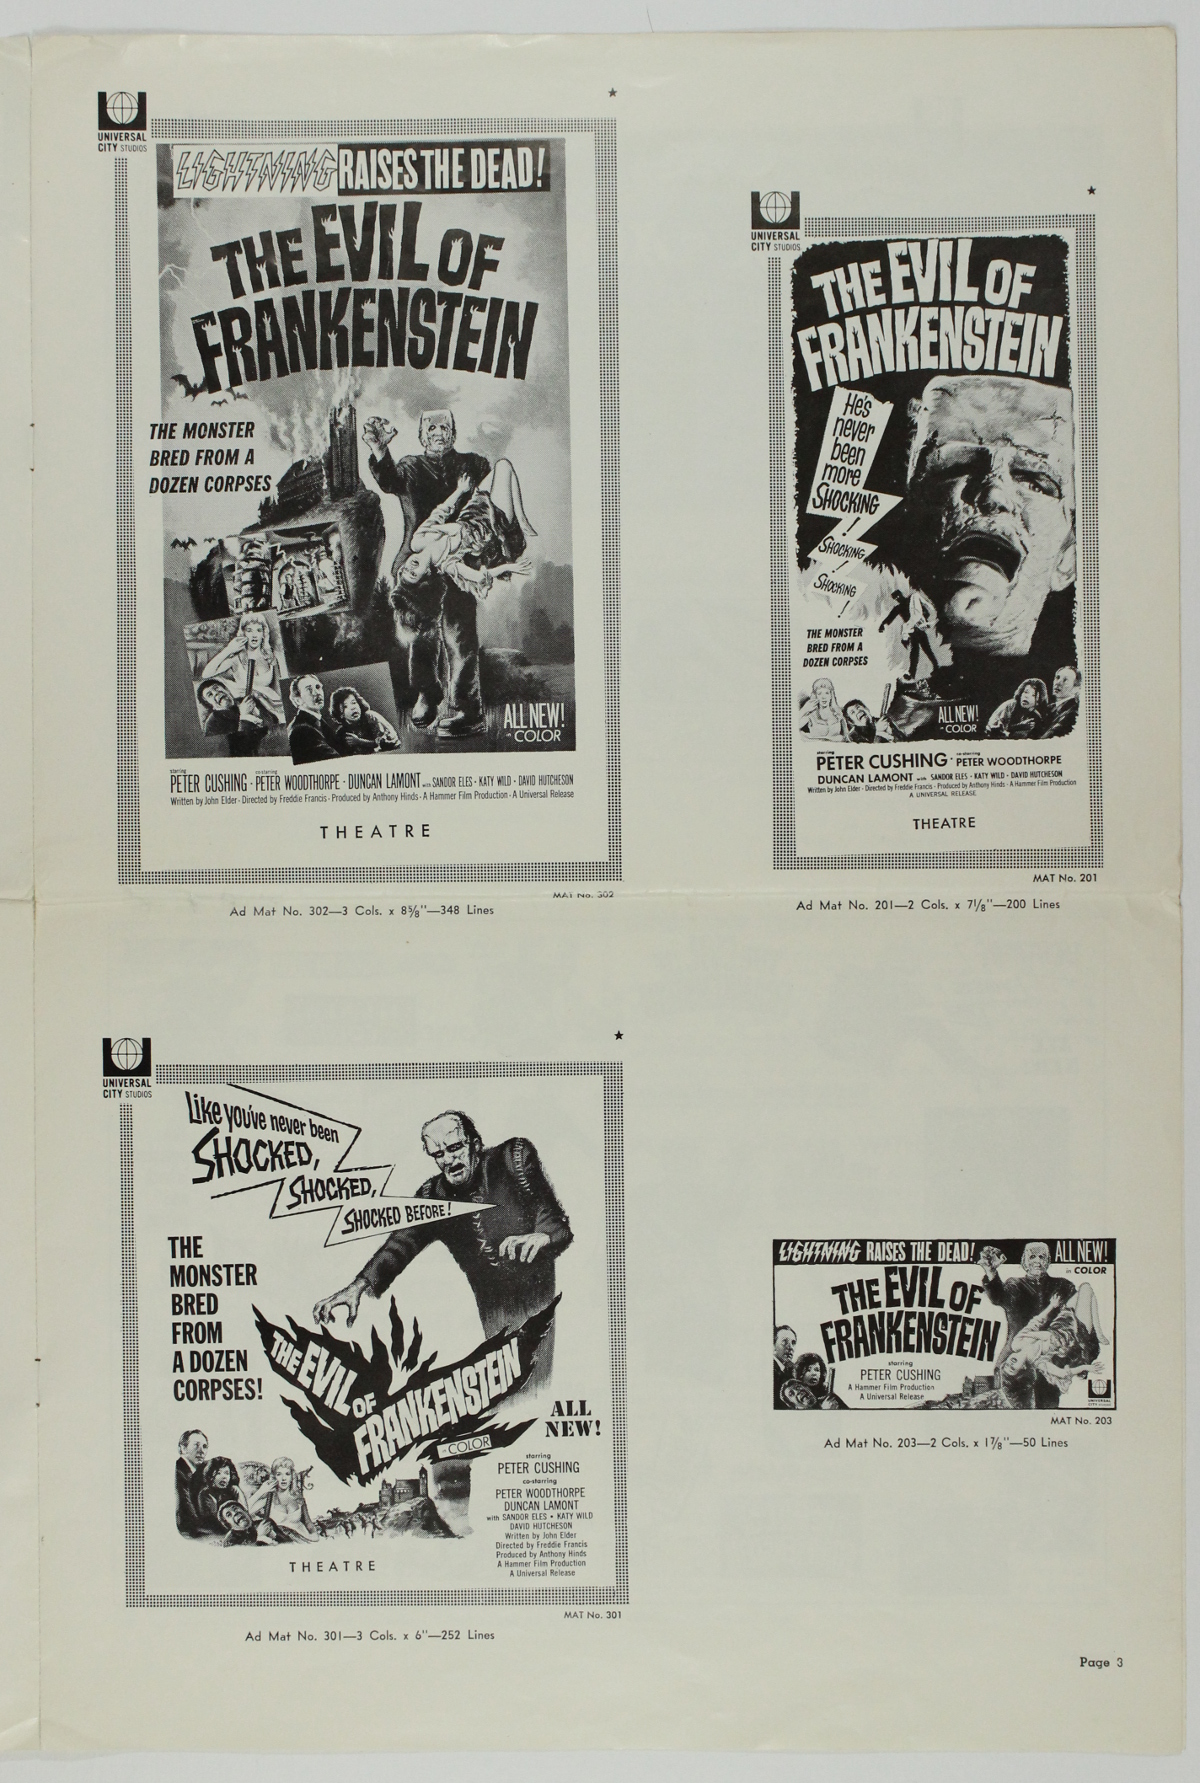 UNIVERSAL
CITY STUDIOS
LIGHTNING RAISES THE DEAD!
THE EVIL OF
FRANKENSTEIN
THE MONSTER
BRED FROM A
DOZEN CORPSES
ALL NEW!
in COLOR
starring co-starring
PETER CUSHING · PETER WOODTHORPE · DUNCAN LAMONT with SANDOR ELES · KATY WILD · DAVID HUTCHESON
Written by John Elder · Directed by Freddie Francis · Produced by Anthony Hinds · A Hammer Film Production · A Universal Release
THEATRE
MAT No. 302
Ad Mat No. 302—3 Cols. x 8⅝"—348 Lines
UNIVERSAL
CITY STUDIOS
THE EVIL OF
FRANKENSTEIN
He's
never
been
more
SHOCKING
!
SHOCKING
!
SHOCKING
!
THE MONSTER
BRED FROM A
DOZEN CORPSES
ALL NEW!
in COLOR
starring co-starring
PETER CUSHING · PETER WOODTHORPE
DUNCAN LAMONT with SANDOR ELES · KATY WILD · DAVID HUTCHESON
Written by John Elder · Directed by Freddie Francis · Produced by Anthony Hinds · A Hammer Film Production
A UNIVERSAL RELEASE
THEATRE
MAT No. 201
Ad Mat No. 201—2 Cols. x 7⅛"—200 Lines
UNIVERSAL
CITY STUDIOS
Like you've never been
SHOCKED,
SHOCKED,
SHOCKED BEFORE!
THE
MONSTER
BRED
FROM
A DOZEN
CORPSES!
THE EVIL
OF
FRANKENSTEIN
in COLOR
ALL
NEW!
starring
PETER CUSHING
co-starring
PETER WOODTHORPE
DUNCAN LAMONT
with SANDOR ELES • KATY WILD
DAVID HUTCHESON
Written by John Elder
Directed by Freddie Francis
Produced by Anthony Hinds
A Hammer Film Production
A Universal Release
THEATRE
MAT No. 301
Ad Mat No. 301—3 Cols. x 6"—252 Lines
LIGHTNING RAISES THE DEAD!
ALL NEW!
in COLOR
THE EVIL OF
FRANKENSTEIN
starring
PETER CUSHING
A Hammer Film Production
A Universal Release
UNIVERSAL
CITY STUDIOS
MAT No. 203
Ad Mat No. 203—2 Cols. x 1⅞"—50 Lines
Page 3